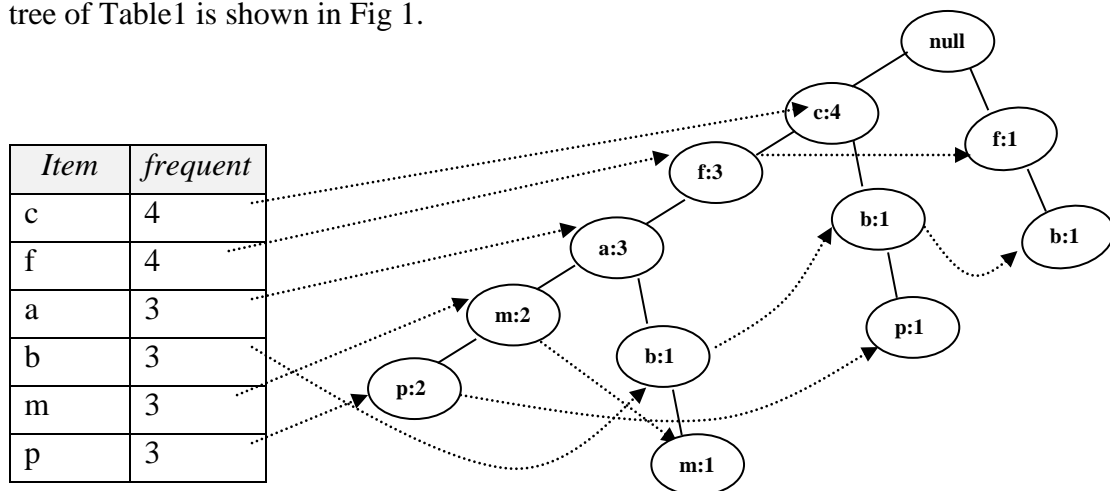 tree of Table1 is shown in Fig 1.
null
c:4
f:1
Item frequent
f:3
c 4
b:1
b:1
f 4
a:3
a 3
m:2
p:1
b 3
b:1
p:2
m 3
p 3
m:1